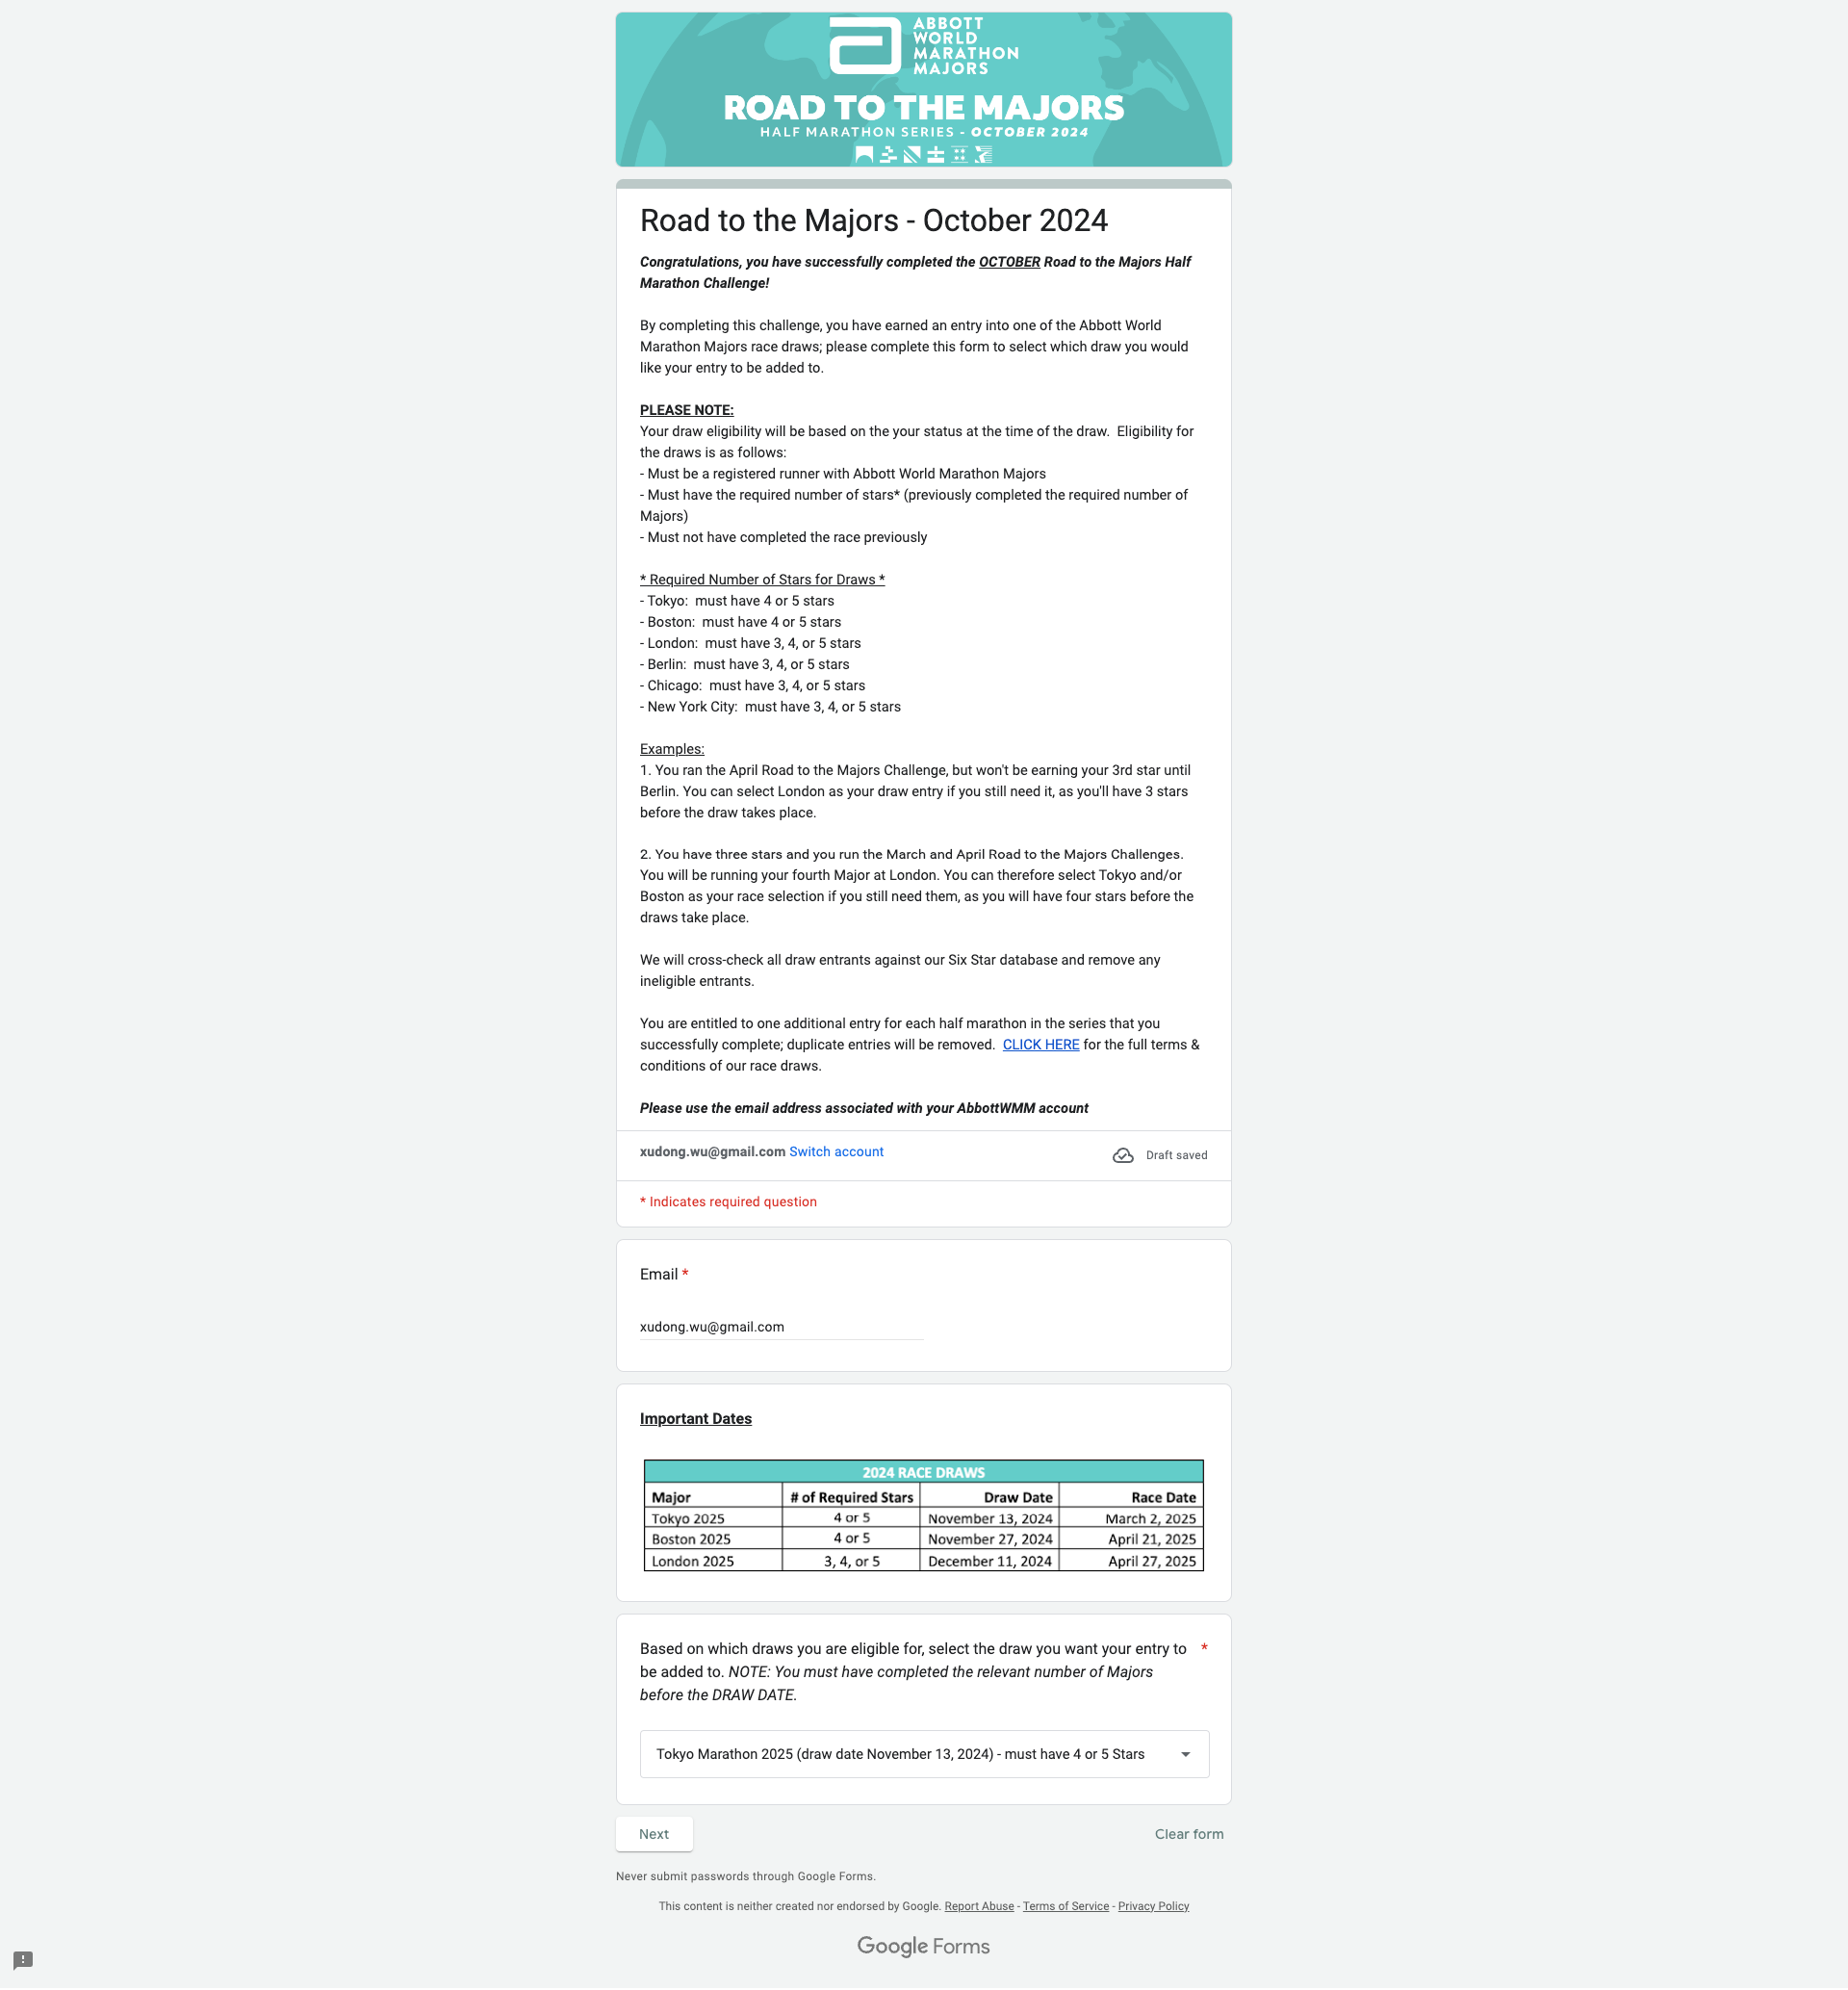 ABBOTT
WORLD
MARATHON
MAJORS
ROAD TO THE MAJORS
HALF MARATHON SERIES - OCTOBER 2024
Road to the Majors - October 2024
Congratulations, you have successfully completed the OCTOBER Road to the Majors Half
Marathon Challenge!
By completing this challenge, you have earned an entry into one of the Abbott World
Marathon Majors race draws; please complete this form to select which draw you would
like your entry to be added to.
PLEASE NOTE:
Your draw eligibility will be based on the your status at the time of the draw.  Eligibility for
the draws is as follows:
- Must be a registered runner with Abbott World Marathon Majors
- Must have the required number of stars* (previously completed the required number of
Majors)
- Must not have completed the race previously
* Required Number of Stars for Draws *
- Tokyo:  must have 4 or 5 stars
- Boston:  must have 4 or 5 stars
- London:  must have 3, 4, or 5 stars
- Berlin:  must have 3, 4, or 5 stars
- Chicago:  must have 3, 4, or 5 stars
- New York City:  must have 3, 4, or 5 stars
Examples:
1. You ran the April Road to the Majors Challenge, but won't be earning your 3rd star until
Berlin. You can select London as your draw entry if you still need it, as you'll have 3 stars
before the draw takes place.
2. You have three stars and you run the March and April Road to the Majors Challenges.
You will be running your fourth Major at London. You can therefore select Tokyo and/or
Boston as your race selection if you still need them, as you will have four stars before the
draws take place.
We will cross-check all draw entrants against our Six Star database and remove any
ineligible entrants.
You are entitled to one additional entry for each half marathon in the series that you
successfully complete; duplicate entries will be removed.  CLICK HERE for the full terms &
conditions of our race draws.
Please use the email address associated with your AbbottWMM account
xudong.wu@gmail.com Switch account Draft saved
* Indicates required question
Email *
xudong.wu@gmail.com
Important Dates
2024 RACE DRAWS
Major # of Required Stars Draw Date Race Date
Tokyo 2025 4 or 5 November 13, 2024 March 2, 2025
Boston 2025 4 or 5 November 27, 2024 April 21, 2025
London 2025 3, 4, or 5 December 11, 2024 April 27, 2025
Based on which draws you are eligible for, select the draw you want your entry to *
be added to. NOTE: You must have completed the relevant number of Majors
before the DRAW DATE.
Tokyo Marathon 2025 (draw date November 13, 2024) - must have 4 or 5 Stars
Next Clear form
Never submit passwords through Google Forms.
This content is neither created nor endorsed by Google. Report Abuse - Terms of Service - Privacy Policy
Google Forms